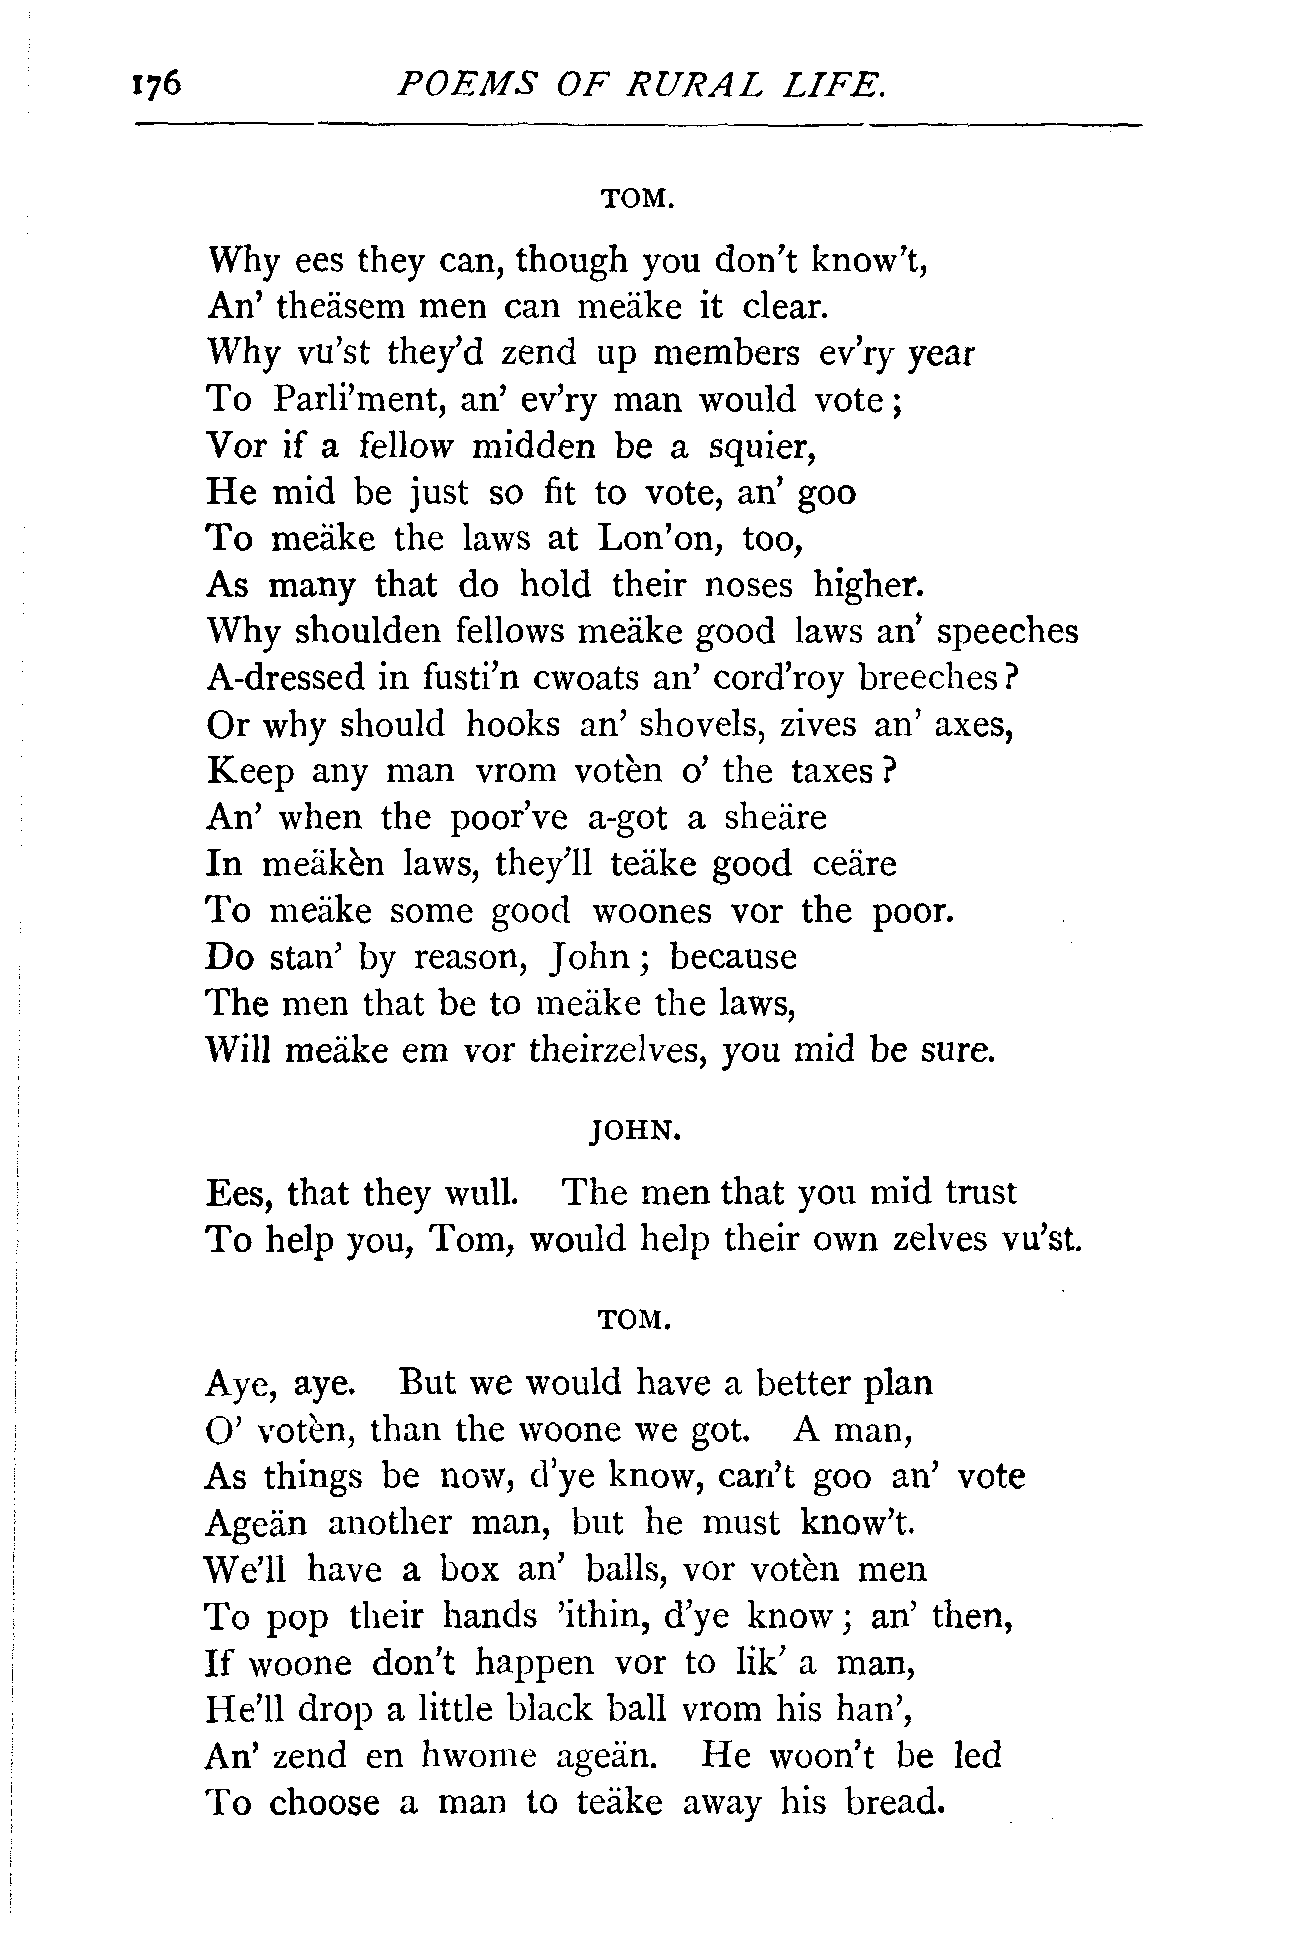 176 POEMS OF RURAL LIFE.
TOM.
Why ees they can, though you don't know't,
An' theäsem men can meäke it clear.
Why vu'st they'd zend up members ev'ry year
To Parli'ment, an' ev'ry man would vote;
Vor if a fellow midden be a squier,
He mid be just so fit to vote, an' goo
To meäke the laws at Lon'on, too,
As many that do hold their noses higher.
Why shoulden fellows meäke good laws an' speeches
A-dressed in fusti'n cwoats an' cord'roy breeches?
Or why should hooks an' shovels, zives an' axes,
Keep any man vrom votèn o' the taxes?
An' when the poor've a-got a sheäre
In meäkèn laws, they'll teäke good ceäre
To meäke some good woones vor the poor.
Do stan' by reason, John; because
The men that be to meäke the laws,
Will meäke em vor theirzelves, you mid be sure.
JOHN.
Ees, that they wull. The men that you mid trust
To help you, Tom, would help their own zelves vu'st.
TOM.
Aye, aye. But we would have a better plan
O' votèn, than the woone we got. A man,
As things be now, d'ye know, can't goo an' vote
Ageän another man, but he must know't.
We'll have a box an' balls, vor votèn men
To pop their hands 'ithin, d'ye know; an' then,
If woone don't happen vor to lik' a man,
He'll drop a little black ball vrom his han',
An' zend en hwome ageän. He woon't be led
To choose a man to teäke away his bread.